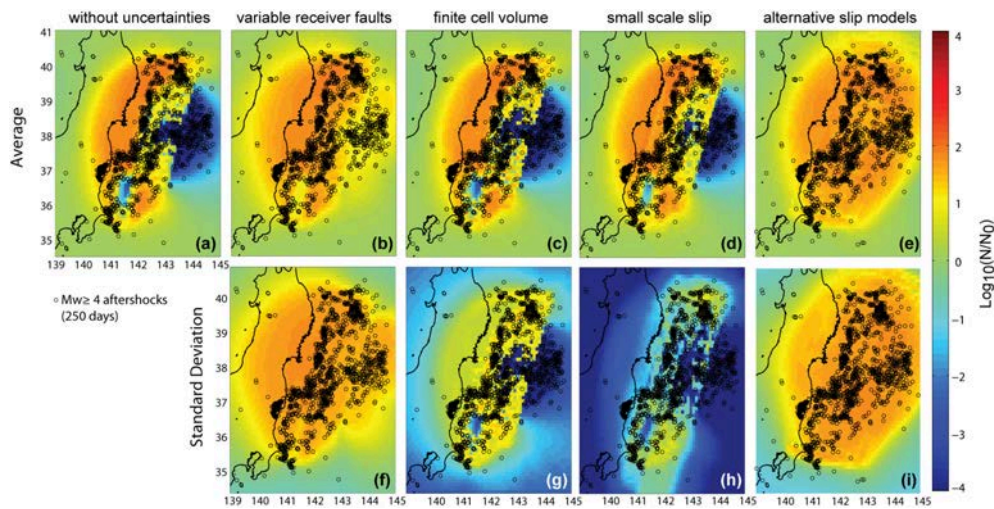 without uncertainties variable receiver faults finite cell volume small scale slip alternative slip models
41
40
39
38
37
36
35
Average
(a) (b) (c) (d) (e)
139 140 141 142 143 144 145
4
3
2
1
0
−1
−2
−3
−4
Log10(N/N0)
○ Mw≥ 4 aftershocks
(250 days)
40
39
38
37
36
35
Standard Deviation
(f) (g) (h) (i)
139 140 141 142 143 144 145 140 141 142 143 144 145 140 141 142 143 144 145 140 141 142 143 144 145